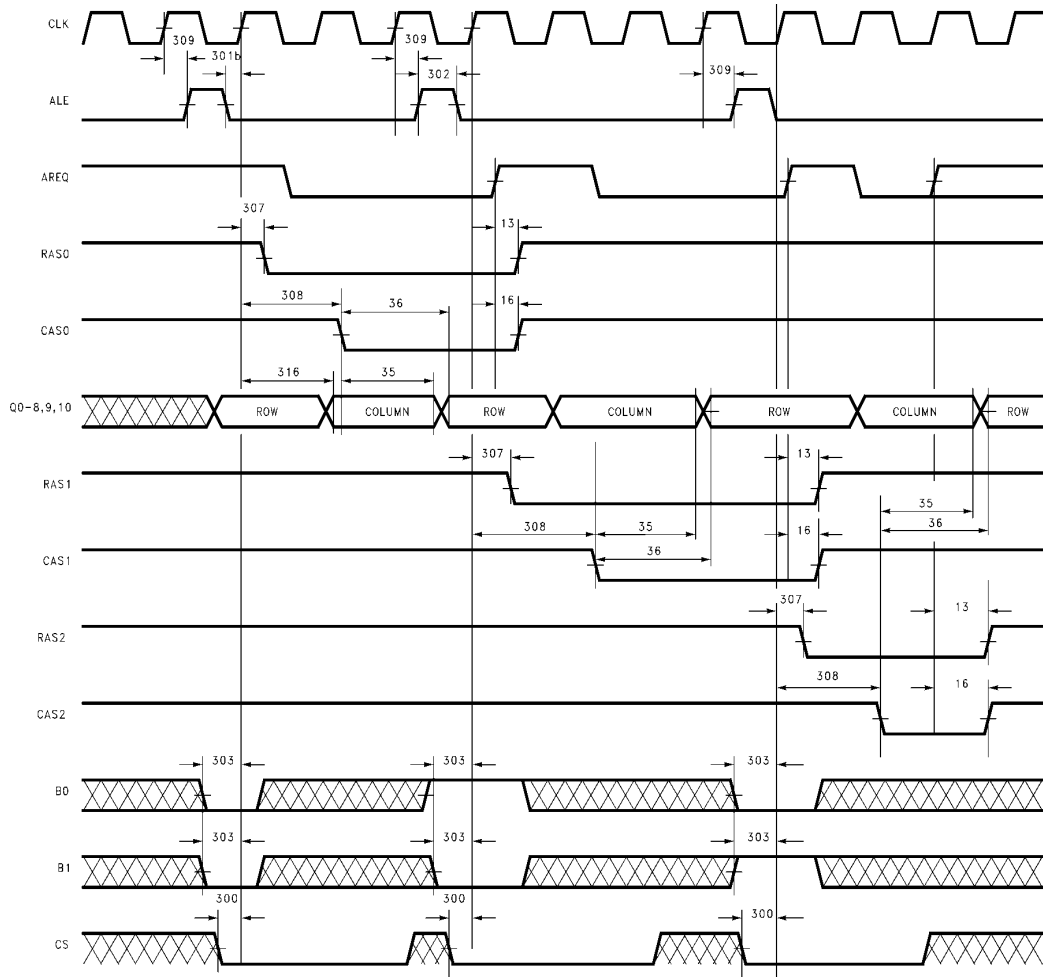 CLK
309
301b
309
302
309
ALE
AREQ
307
13
RAS0
308
36
16
CAS0
316
35
Q0-8,9,10
ROW
COLUMN
ROW
COLUMN
ROW
COLUMN
ROW
307
13
RAS1
35
308
35
16
36
CAS1
36
307
13
RAS2
308
16
CAS2
303
303
303
B0
303
303
303
B1
300
300
300
CS